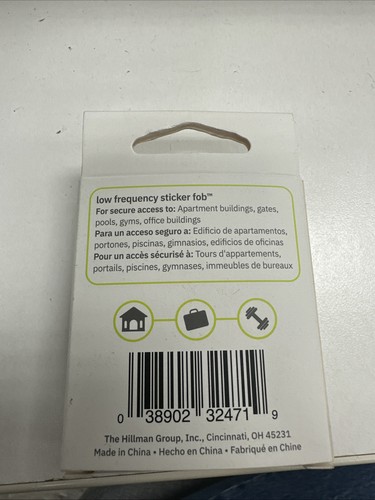 low frequency sticker fob™
For secure access to: Apartment buildings, gates,
pools, gyms, office buildings
Para un acceso seguro a: Edificio de apartamentos,
portones, piscinas, gimnasios, edificios de oficinas
Pour un accès sécurisé à: Tours d'appartements,
portails, piscines, gymnases, immeubles de bureaux
0 38902 32471 9
The Hillman Group, Inc., Cincinnati, OH 45231
Made in China • Hecho en China • Fabriqué en Chine